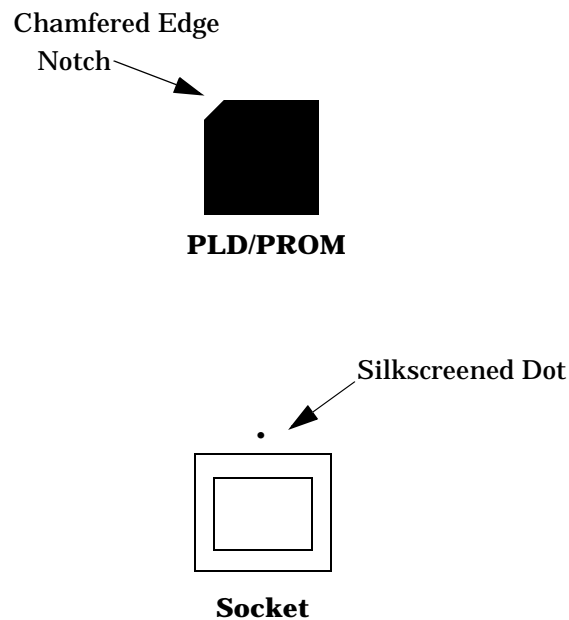 Chamfered Edge
Notch
PLD/PROM
Silkscreened Dot
Socket